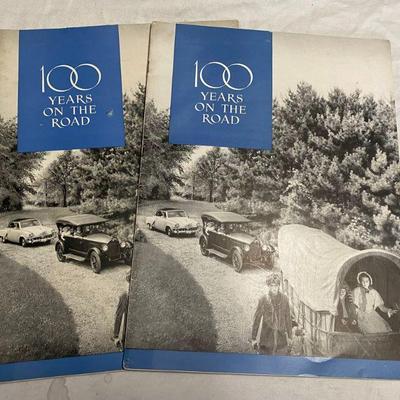 100
YEARS
ON THE
ROAD
100
YEARS
ON THE
ROAD